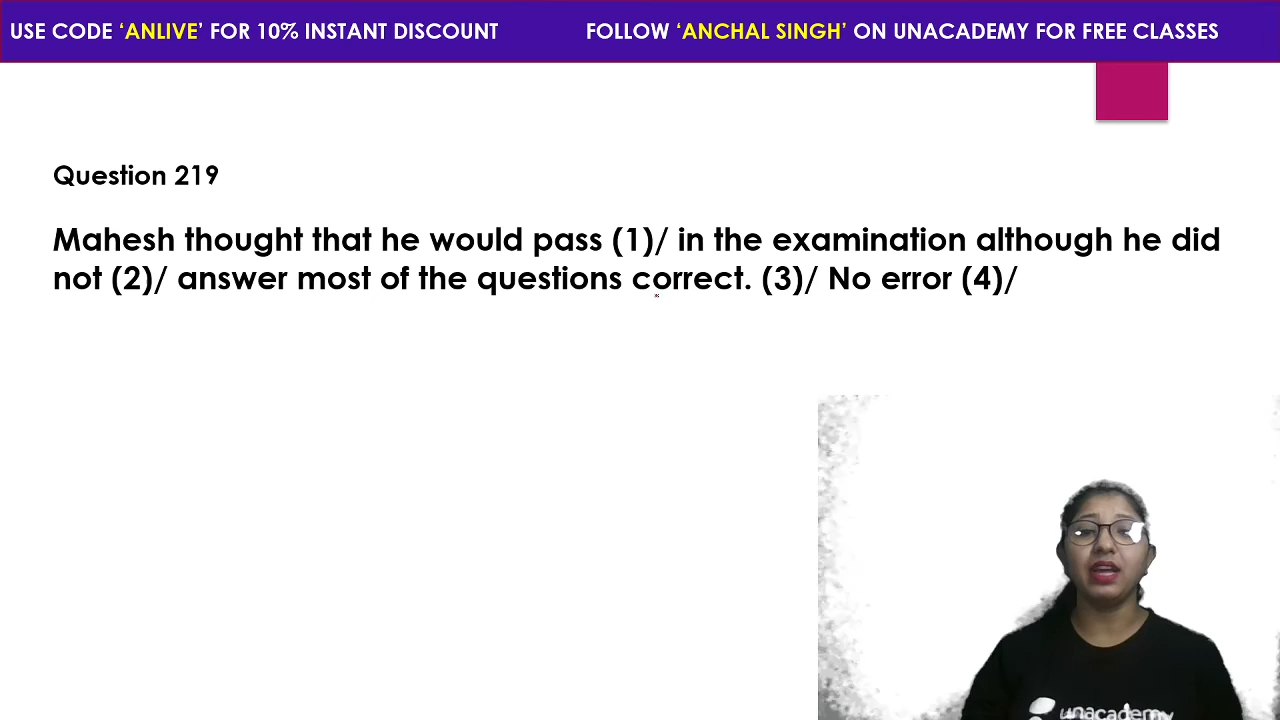 USE CODE ‘ANLIVE’ FOR 10% INSTANT DISCOUNT FOLLOW ‘ANCHAL SINGH’ ON UNACADEMY FOR FREE CLASSES
Question 219
Mahesh thought that he would pass (1)/ in the examination although he did
not (2)/ answer most of the questions correct. (3)/ No error (4)/
unacademy